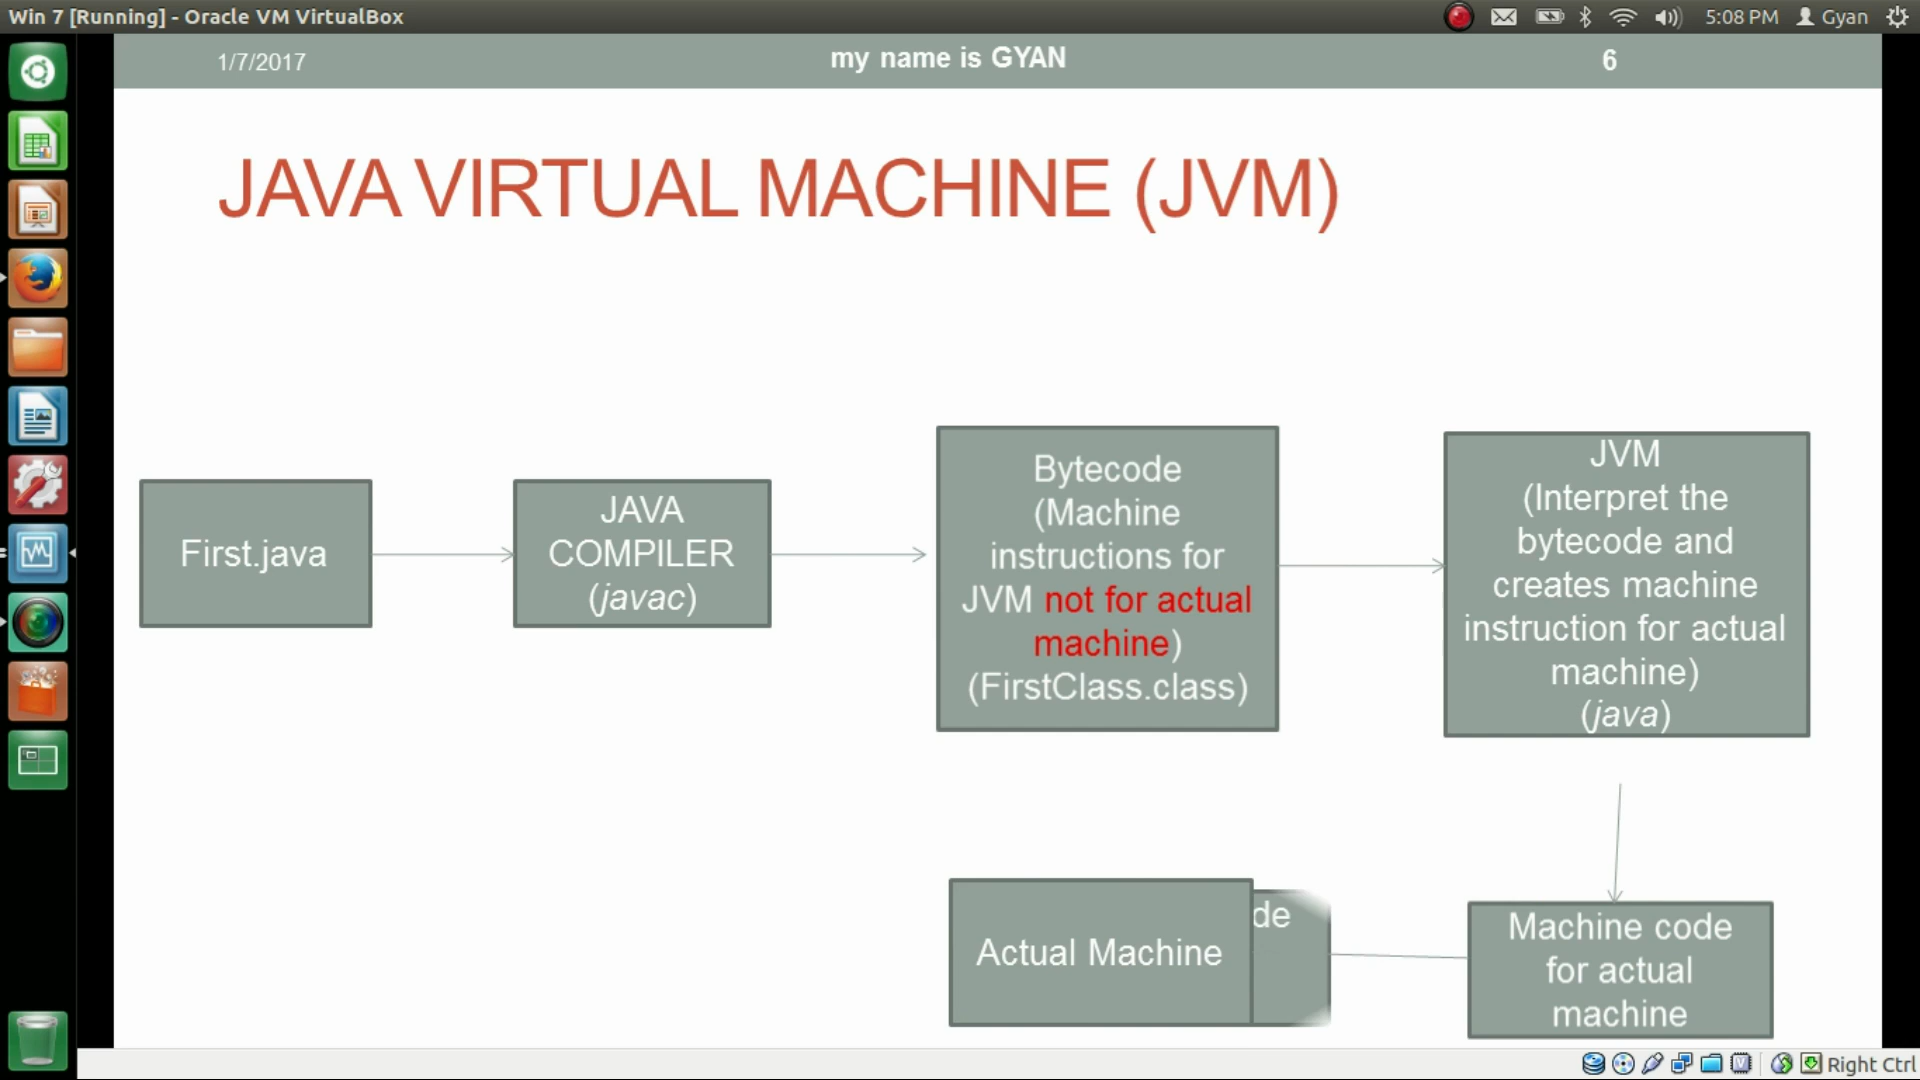 Win 7 [Running] - Oracle VM VirtualBox
5:08 PM Gyan
1/7/2017
my name is GYAN
6
JAVA VIRTUAL MACHINE (JVM)
First.java
JAVA
COMPILER
(javac)
Bytecode
(Machine
instructions for
JVM not for actual
machine)
(FirstClass.class)
JVM
(Interpret the
bytecode and
creates machine
instruction for actual
machine)
(java)
Actual Machine
de
Machine code
for actual
machine
Right Ctrl